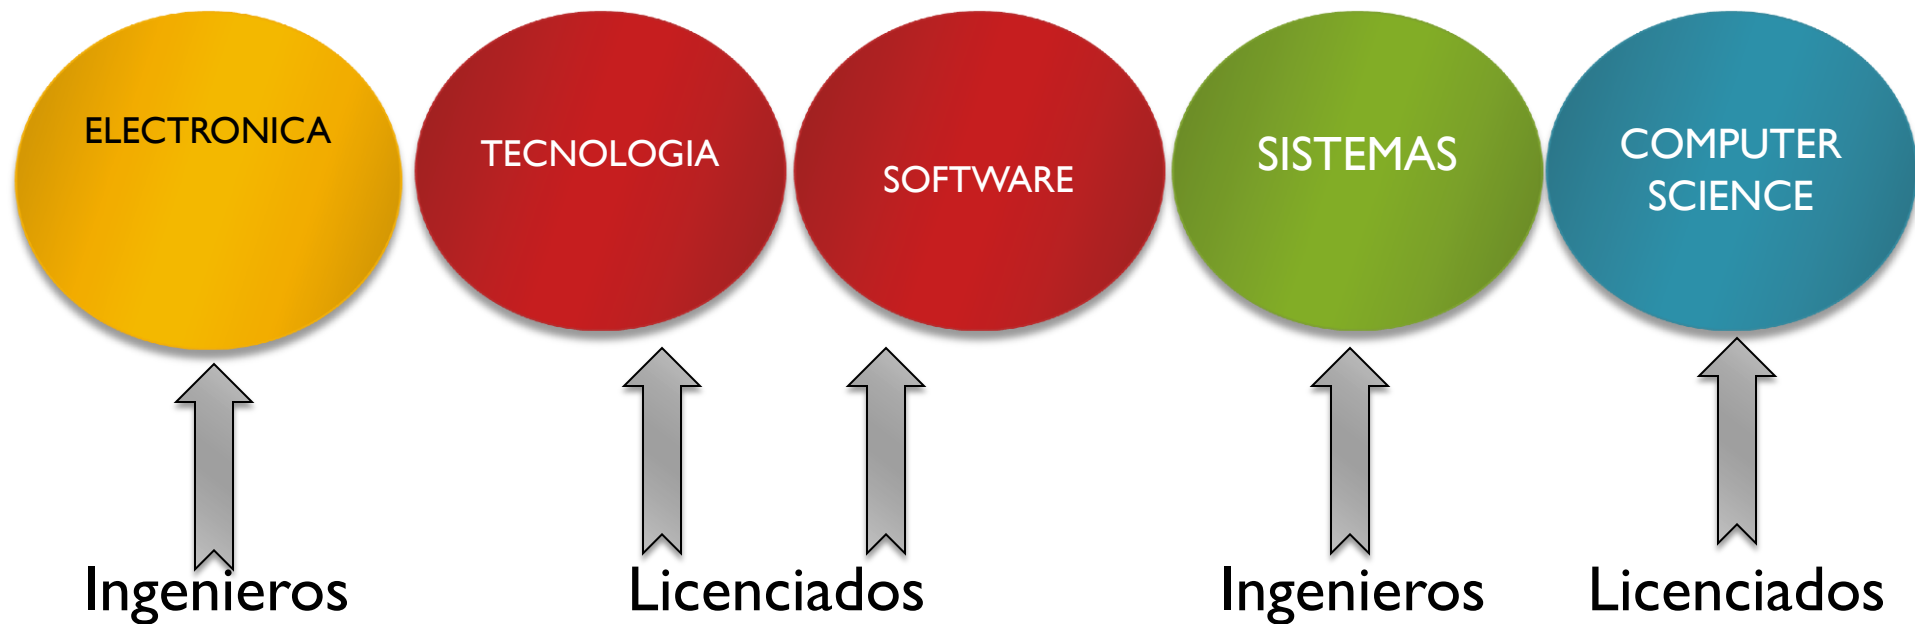 ELECTRONICA
TECNOLOGIA
SOFTWARE
SISTEMAS
COMPUTER
SCIENCE
Ingenieros
Licenciados
Ingenieros
Licenciados